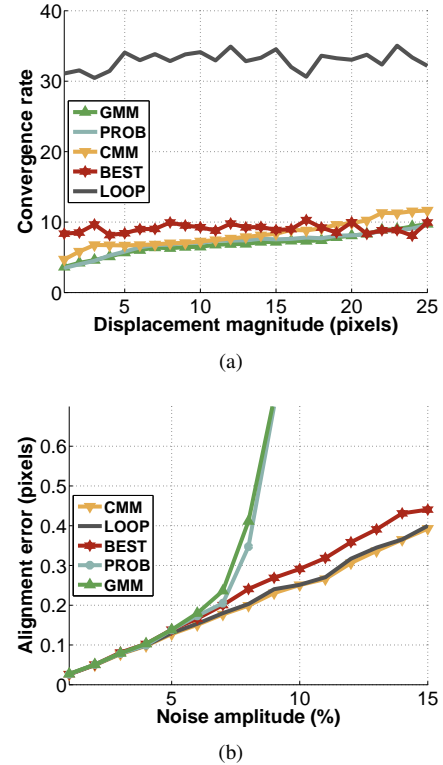 40
30
20
10
0
Convergence rate
GMM
PROB
CMM
BEST
LOOP
5 10 15 20 25
Displacement magnitude (pixels)
(a)
0.6
0.5
0.4
0.3
0.2
0.1
0
Alignment error (pixels)
CMM
LOOP
BEST
PROB
GMM
5 10 15
Noise amplitude (%)
(b)